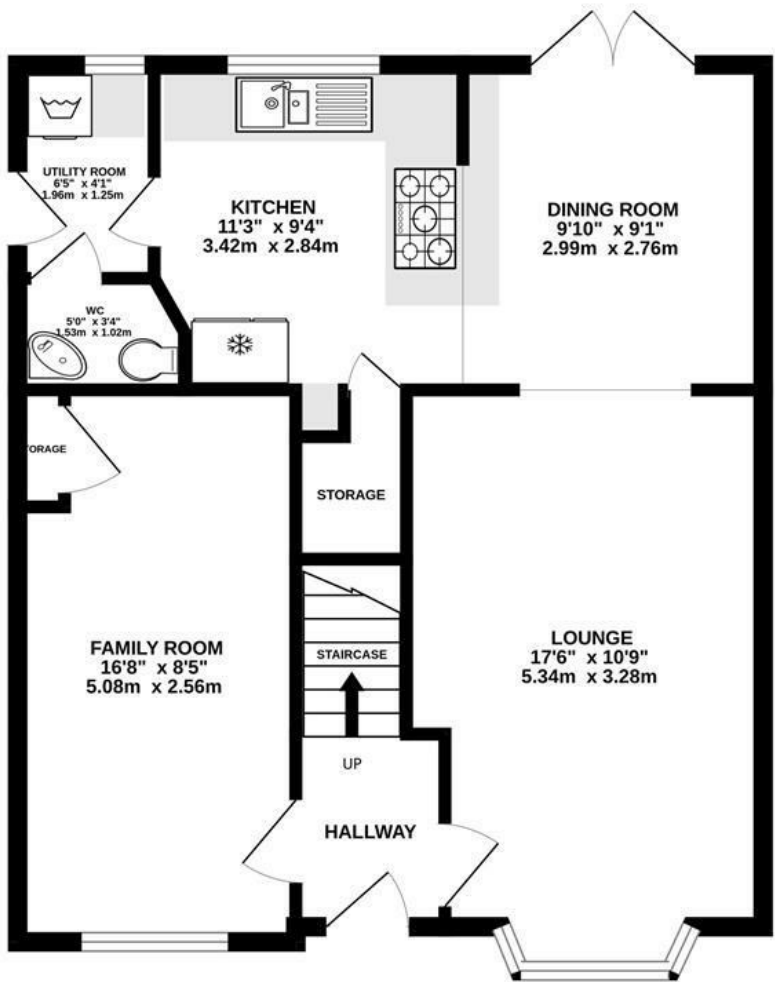 UTILITY ROOM
6'5" x 4'1"
1.96m x 1.25m
KITCHEN
11'3" x 9'4"
3.42m x 2.84m
DINING ROOM
9'10" x 9'1"
2.99m x 2.76m
WC
5'0" x 3'4"
1.53m x 1.02m
ORAGE
STORAGE
FAMILY ROOM
16'8" x 8'5"
5.08m x 2.56m
STAIRCASE
LOUNGE
17'6" x 10'9"
5.34m x 3.28m
UP
HALLWAY